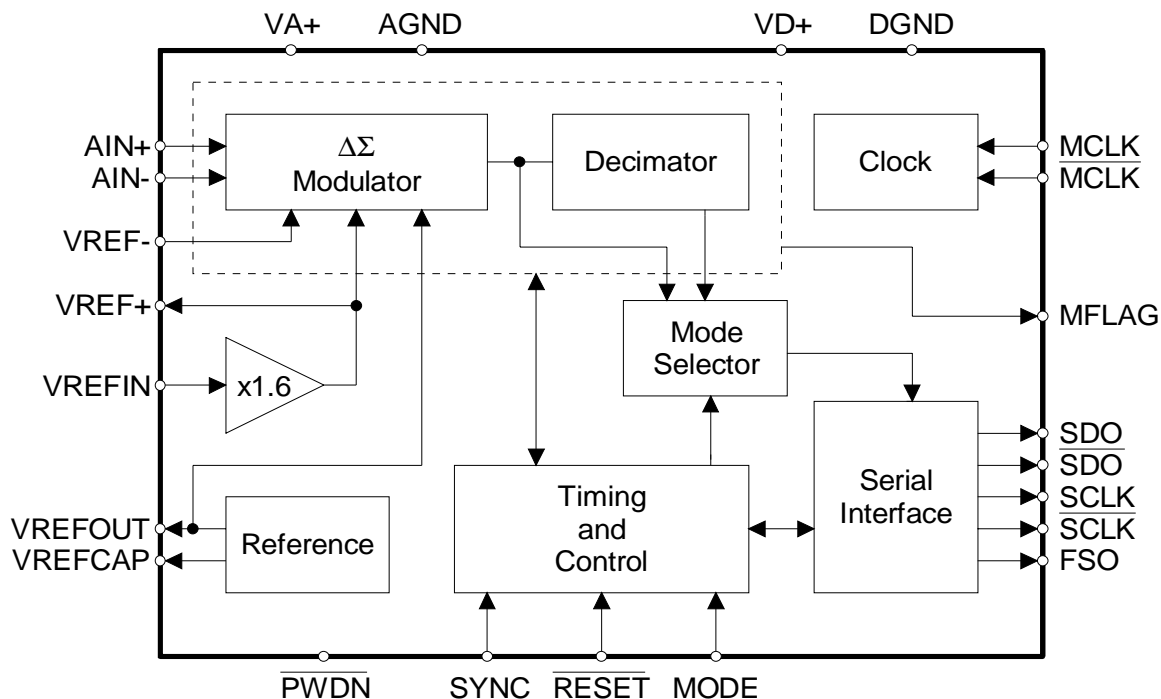 VA+ AGND VD+ DGND
AIN+
AIN-
VREF-
VREF+
VREFIN
VREFOUT
VREFCAP
ΔΣ
Modulator
Decimator
Clock
x1.6
Mode
Selector
Reference
Timing
and
Control
Serial
Interface
MCLK
MCLK
MFLAG
SDO
SDO
SCLK
SCLK
FSO
PWDN SYNC RESET MODE